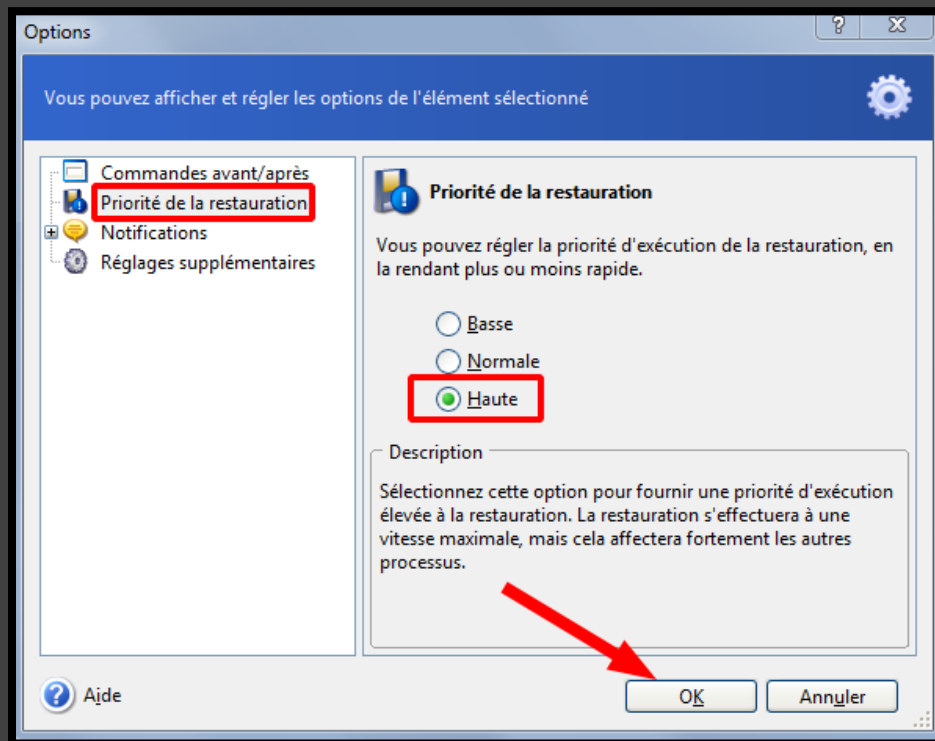 Options
Vous pouvez afficher et régler les options de l'élément sélectionné
Commandes avant/après
Priorité de la restauration
Notifications
Réglages supplémentaires
Priorité de la restauration
Vous pouvez régler la priorité d'exécution de la restauration, en
la rendant plus ou moins rapide.
Basse
Normale
Haute
Description
Sélectionnez cette option pour fournir une priorité d'exécution
élevée à la restauration. La restauration s'effectuera à une
vitesse maximale, mais cela affectera fortement les autres
processus.
Aide
OK
Annuler